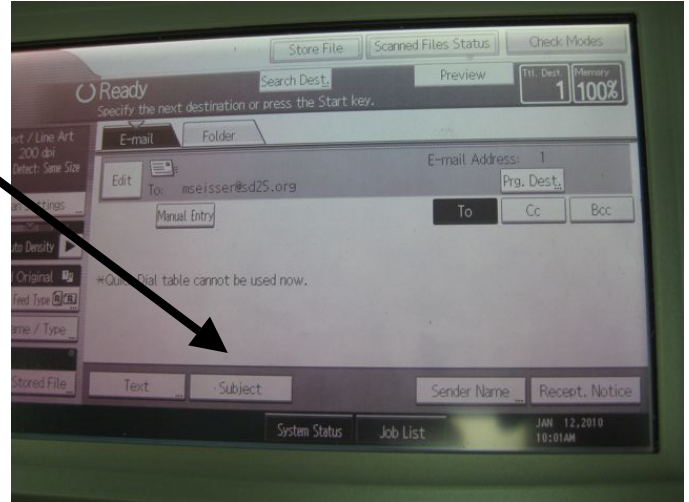 Store File Scanned Files Status Check Modes
Ready Search Dest. Preview Ttl. Dest. Memory
1 100%
Specify the next destination or press the Start key.
E-mail Folder
Text / Line Art
200 dpi
Detect: Same Size
E-mail Address: 1
Edit To: mseisser@sd25.org Prg. Dest.
Settings
Manual Entry To Cc Bcc
Auto Density
Original
*Quick Dial table cannot be used now.
Feed Type
/ Type
Stored File
Text Subject Sender Name Recept. Notice
System Status Job List JAN 12,2010
10:01AM